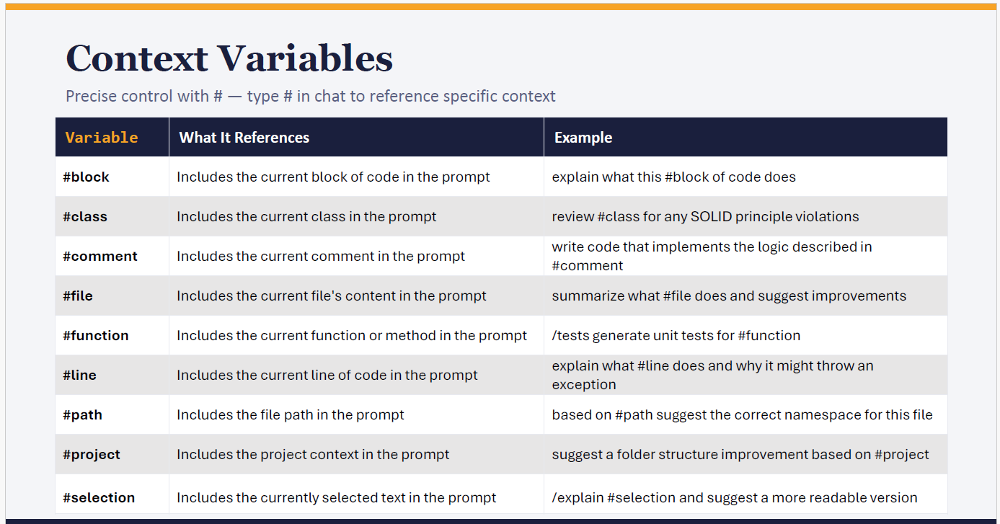 Context Variables
Precise control with # — type # in chat to reference specific context
Variable What It References Example
#block Includes the current block of code in the prompt explain what this #block of code does
#class Includes the current class in the prompt review #class for any SOLID principle violations
#comment Includes the current comment in the prompt write code that implements the logic described in
#comment
#file Includes the current file's content in the prompt summarize what #file does and suggest improvements
#function Includes the current function or method in the prompt /tests generate unit tests for #function
#line Includes the current line of code in the prompt explain what #line does and why it might throw an
exception
#path Includes the file path in the prompt based on #path suggest the correct namespace for this file
#project Includes the project context in the prompt suggest a folder structure improvement based on #project
#selection Includes the currently selected text in the prompt /explain #selection and suggest a more readable version